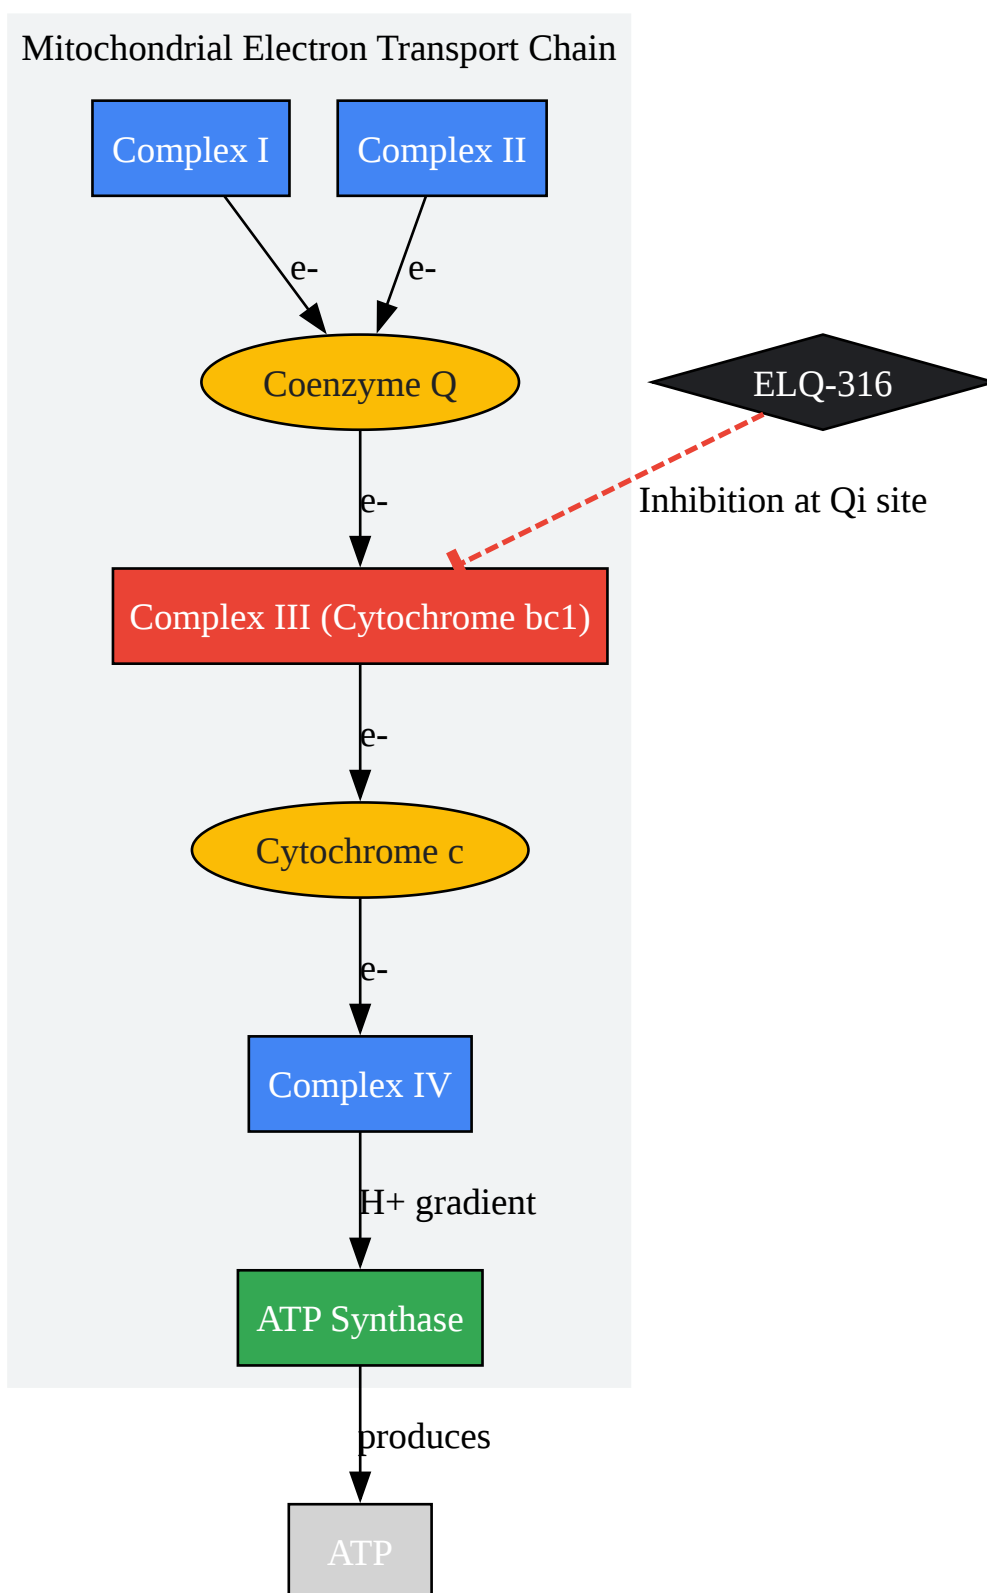 Mitochondrial Electron Transport Chain
Complex I
Complex II
e-
e-
Coenzyme Q
ELQ-316
e-
Inhibition at Qi site
Complex III (Cytochrome bc1)
e-
Cytochrome c
e-
Complex IV
H+ gradient
ATP Synthase
produces
ATP